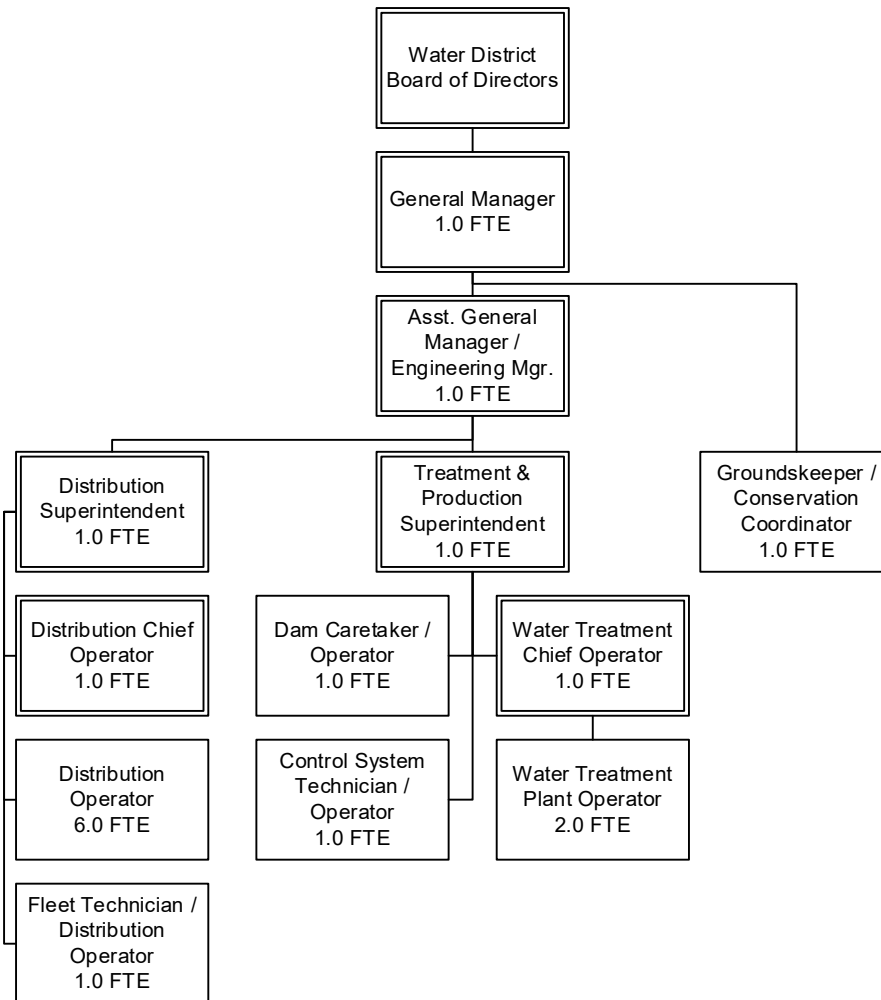 Water District
Board of Directors
General Manager
1.0 FTE
Asst. General
Manager /
Engineering Mgr.
1.0 FTE
Distribution
Superintendent
1.0 FTE
Treatment &
Production
Superintendent
1.0 FTE
Groundskeeper /
Conservation
Coordinator
1.0 FTE
Distribution Chief
Operator
1.0 FTE
Dam Caretaker /
Operator
1.0 FTE
Water Treatment
Chief Operator
1.0 FTE
Distribution
Operator
6.0 FTE
Control System
Technician /
Operator
1.0 FTE
Water Treatment
Plant Operator
2.0 FTE
Fleet Technician /
Distribution
Operator
1.0 FTE